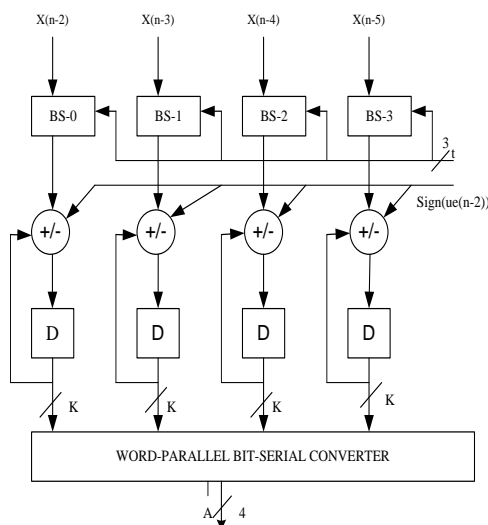 X(n-2) X(n-3) X(n-4) X(n-5)
BS-0 BS-1 BS-2 BS-3
3
t
Sign(ue(n-2))
+/- +/- +/- +/-
D D D D
K K K K
WORD-PARALLEL BIT-SERIAL CONVERTER
A 4